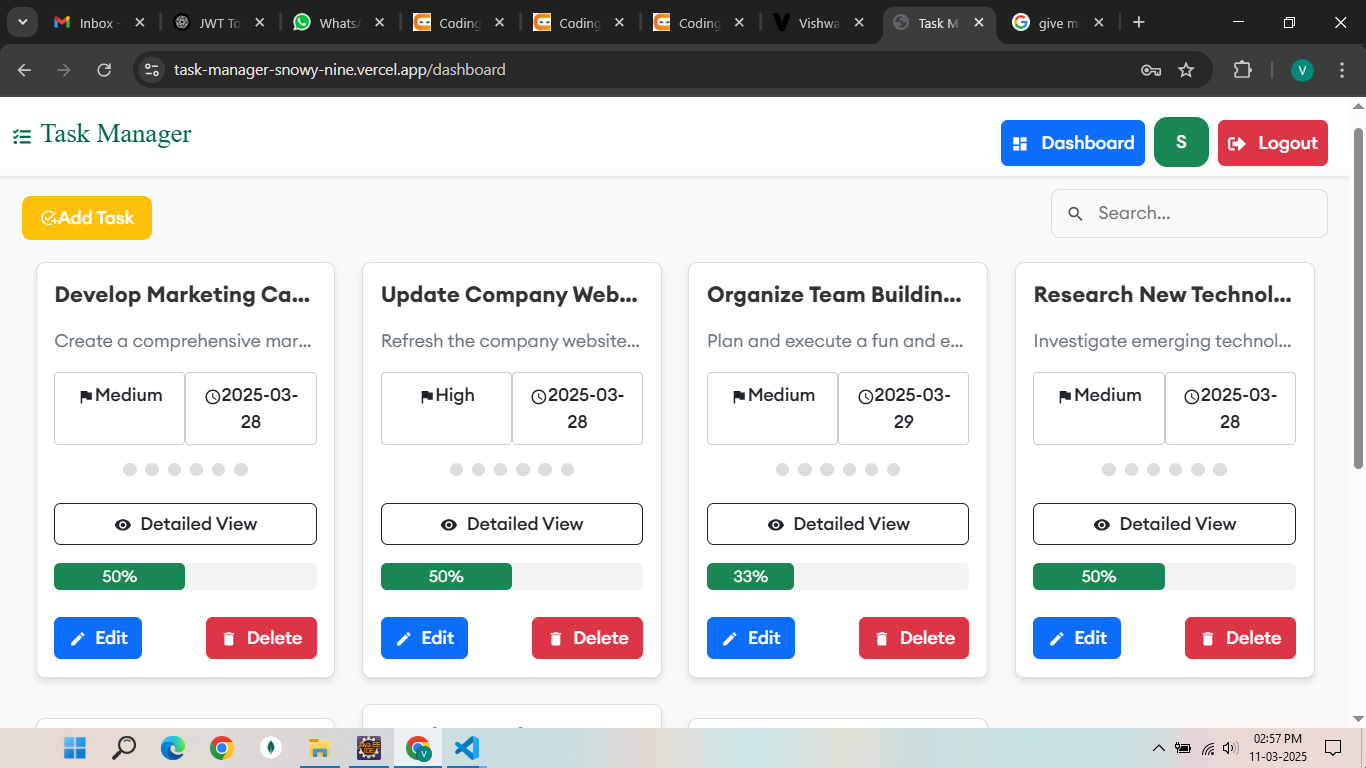 Inbox -
JWT To
Whats
Coding
Coding
Coding
Vishwa
Task M
give m
task-manager-snowy-nine.vercel.app/dashboard
V
Task Manager
Dashboard
S
Logout
Add Task
Search...
Develop Marketing Ca...
Update Company Web...
Organize Team Buildin...
Research New Technol...
Create a comprehensive mar...
Refresh the company website...
Plan and execute a fun and e...
Investigate emerging technol...
Medium
2025-03-
28
High
2025-03-
28
Medium
2025-03-
29
Medium
2025-03-
28
Detailed View
Detailed View
Detailed View
Detailed View
50%
50%
33%
50%
Edit
Delete
Edit
Delete
Edit
Delete
Edit
Delete
02:57 PM
11-03-2025